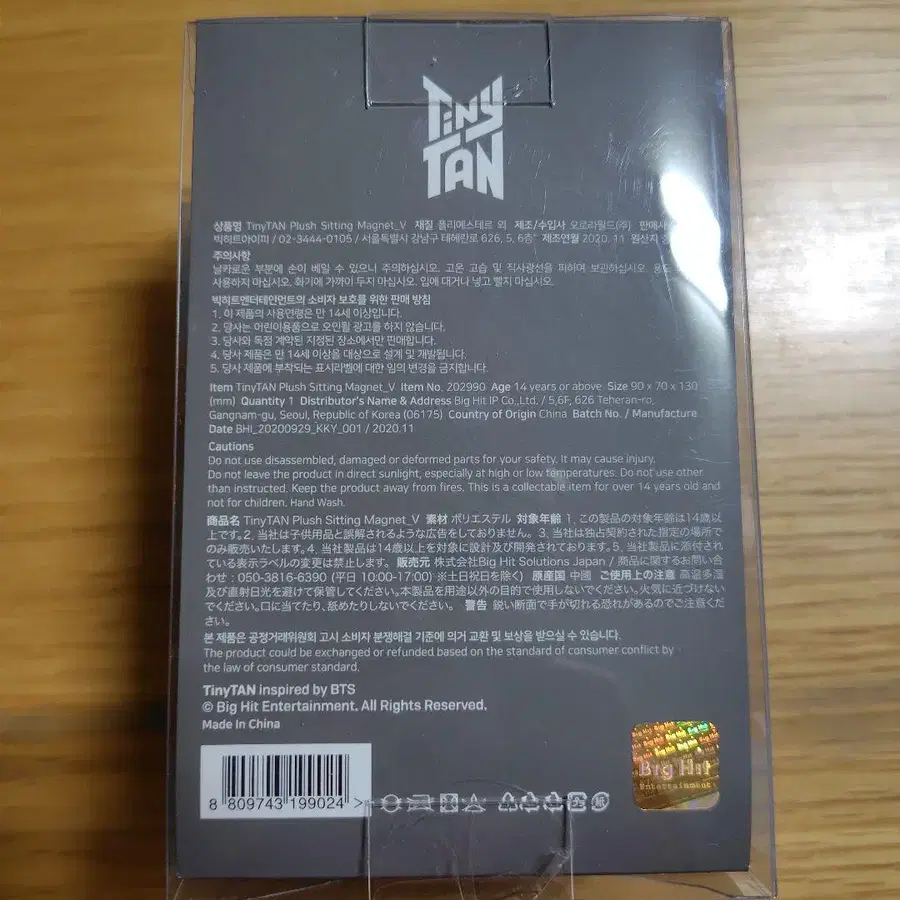 TiNY
TAN
상품명 TinyTAN Plush Sitting Magnet_V 재질 폴리에스테르 외 제조/수입사 오로라월드(주) 판매사
빅히트아이피 / 02-3444-0105 / 서울특별시 강남구 테헤란로 626, 5, 6층 제조연월 2020. 11 원산지
주의사항
날카로운 부분에 손이 베일 수 있으니 주의하십시오. 고온 고습 및 직사광선을 피하며 보관하십시오. 용도
사용하지 마십시오. 화기에 가까이 두지 마십시오. 입에 대거나 넣고 빨지 마십시오.
빅히트엔터테인먼트의 소비자 보호를 위한 판매 방침
1. 이 제품의 사용연령은 만 14세 이상입니다.
2. 당사는 어린이용품으로 오인될 광고를 하지 않습니다.
3. 당사와 독점 계약된 지정된 장소에서만 판매합니다.
4. 당사 제품은 만 14세 이상을 대상으로 설계 및 개발됩니다.
5. 당사 제품에 부착되는 표시라벨에 대한 임의 변경을 금지합니다.
Item TinyTAN Plush Sitting Magnet_V Item No. 202990 Age 14 years or above Size 90 x 70 x 130
(mm) Quantity 1 Distributor's Name & Address Big Hit IP Co.,Ltd. / 5,6F, 626 Teheran-ro,
Gangnam-gu, Seoul, Republic of Korea (06175) Country of Origin China Batch No. / Manufacture
Date BHI_20200929_KKY_001 / 2020.11
Cautions
Do not use disassembled, damaged or deformed parts for your safety. It may cause injury.
Do not leave the product in direct sunlight, especially at high or low temperatures. Do not use other
than instructed. Keep the product away from fires. This is a collectable item for over 14 years old and
not for children. Hand Wash.
商品名 TinyTAN Plush Sitting Magnet_V 素材 ポリエステル 対象年齢 1. この製品の対象年齢は14歳以
上です。2. 当社は子供用品と誤解されるような広告をしておりません。3. 当社は独占契約された指定の場所で
のみ販売いたします。4. 当社製品は14歳以上を対象に設計及び開発されております。5. 当社製品に添付され
ている表示ラベルの変更は禁止します。 販売元 株式会社Big Hit Solutions Japan / 商品に関するお問い合
わせ : 050-3816-6390 (平日 10:00-17:00) ※土日祝日を除く) 原産国 中国 ご使用上の注意 高温多湿
及び直射日光を避けて保管してください。本製品を用途以外の目的で使用しないでください。火気に近づけない
でください。口に当てたり、舐めたりしないでください。 警告 鋭い断面で手が切れる恐れがあるのでご注意くだ
さい。
본 제품은 공정거래위원회 고시 소비자 분쟁해결 기준에 의거 교환 및 보상을 받으실 수 있습니다.
The product could be exchanged or refunded based on the standard of consumer conflict by
the law of consumer standard.
TinyTAN inspired by BTS
© Big Hit Entertainment. All Rights Reserved.
Made In China
8 809743 199024 >
Big Hit
Entertainment